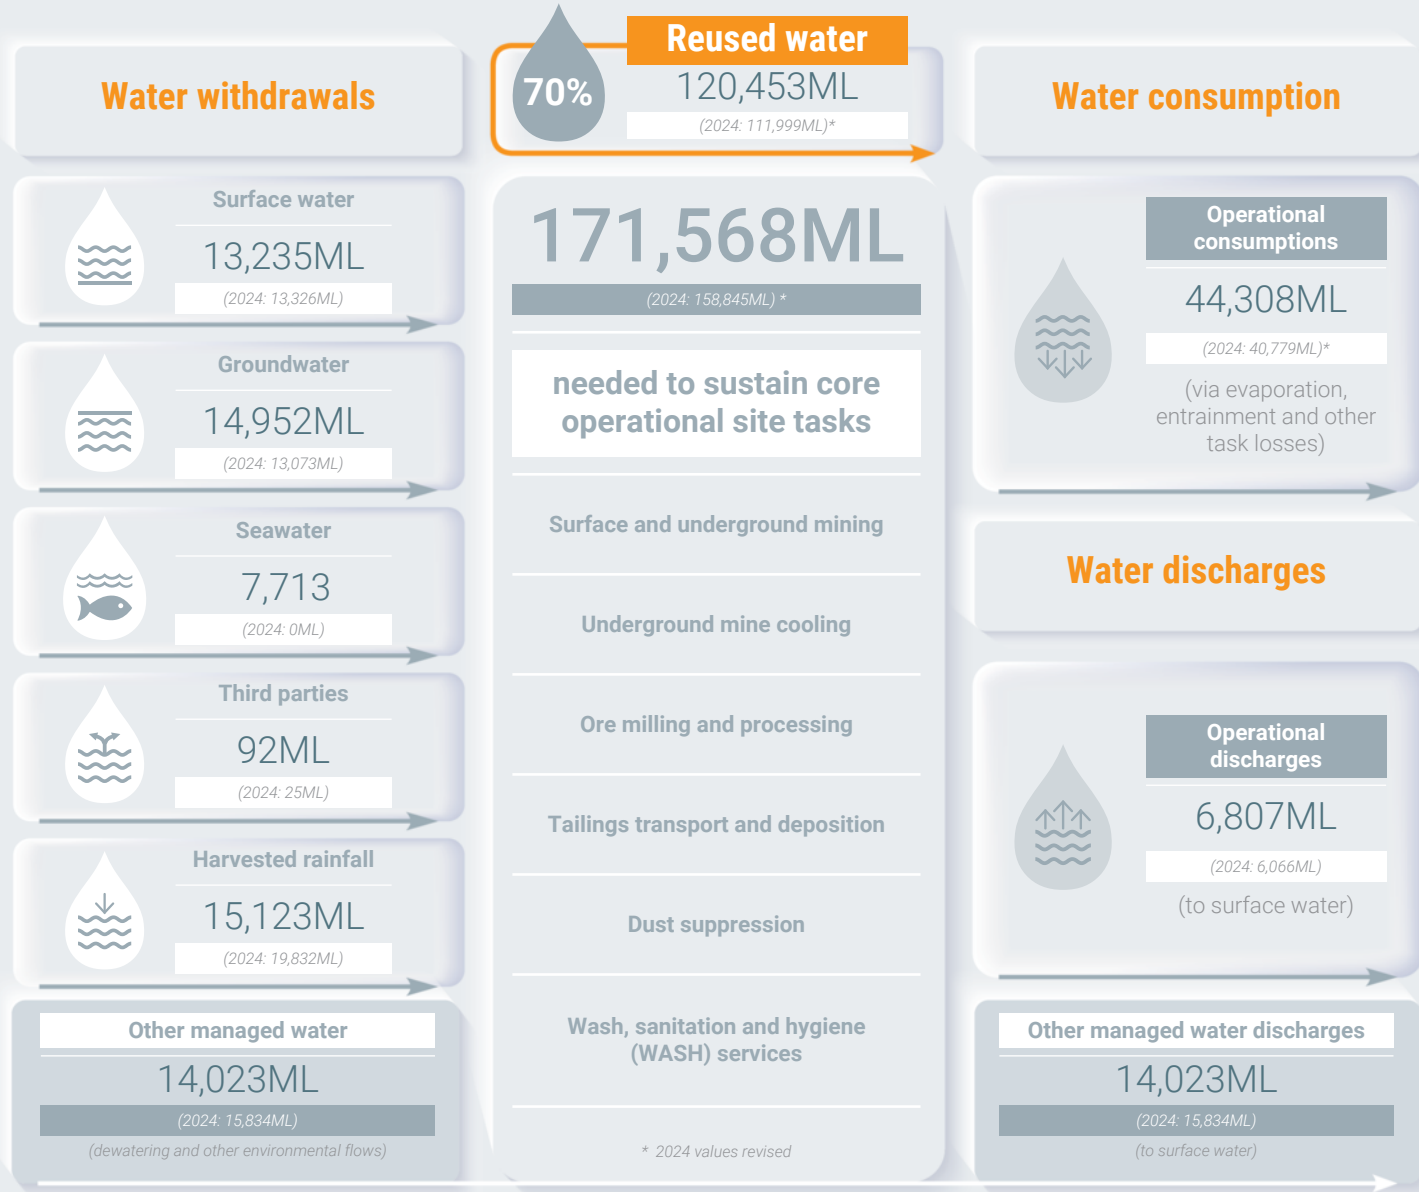 Water withdrawals
Surface water
13,235ML
(2024: 13,326ML)
Groundwater
14,952ML
(2024: 13,073ML)
Seawater
7,713
(2024: 0ML)
Third parties
92ML
(2024: 25ML)
Harvested rainfall
15,123ML
(2024: 19,832ML)
Other managed water
14,023ML
(2024: 15,834ML)
(dewatering and other environmental flows)
70%
Reused water
120,453ML
(2024: 111,999ML)*
171,568ML
(2024: 158,845ML) *
needed to sustain core
operational site tasks
Surface and underground mining
Underground mine cooling
Ore milling and processing
Tailings transport and deposition
Dust suppression
Wash, sanitation and hygiene
(WASH) services
* 2024 values revised
Water consumption
Operational
consumptions
44,308ML
(2024: 40,779ML)*
(via evaporation,
entrainment and other
task losses)
Water discharges
Operational
discharges
6,807ML
(2024: 6,066ML)
(to surface water)
Other managed water discharges
14,023ML
(2024: 15,834ML)
(to surface water)